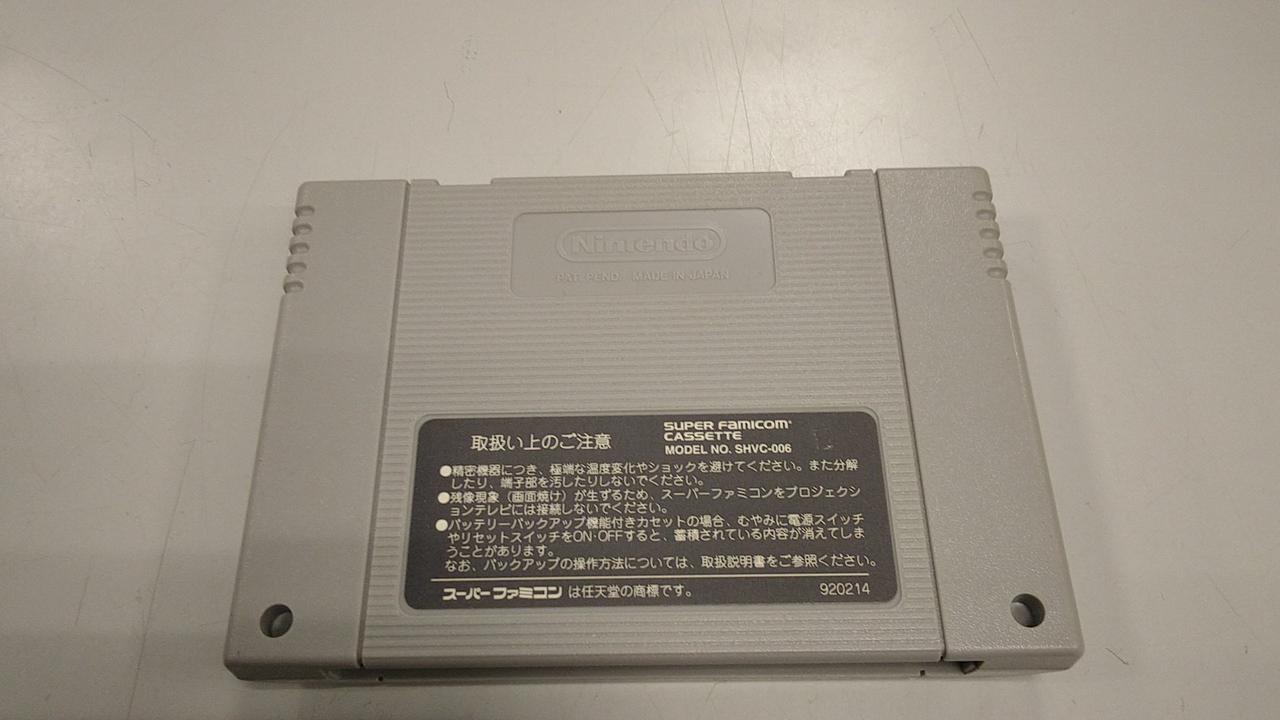 Nintendo
PAT. PEND. MADE IN JAPAN
取扱い上のご注意
SUPER FAMICOM
CASSETTE
MODEL NO. SHVC-006
●精密機器につき、極端な温度変化やショックを避けてください。また分解
したり、端子部を汚したりしないでください。
●残像現象（画面焼け）が生ずるため、スーパーファミコンをプロジェクシ
ョンテレビには接続しないでください。
●バッテリーバックアップ機能付きカセットの場合、むやみに電源スイッチ
やリセットスイッチをON·OFFすると、蓄積されている内容が消えてしま
うことがあります。
なお、バックアップの操作方法については、取扱説明書をご参照ください。
スーパーファミコンは任天堂の商標です。 920214